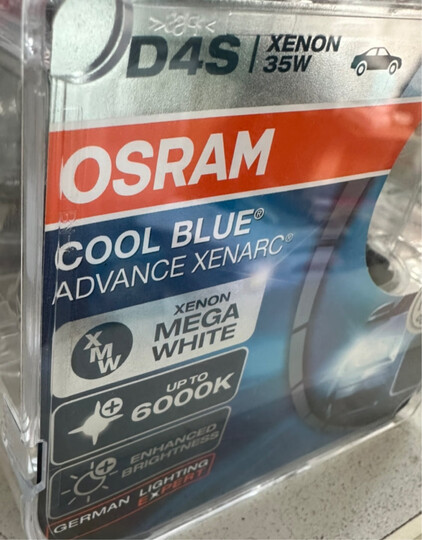 D4S | XENON
35W
OSRAM
COOL BLUE®
ADVANCE XENARC®
XENON
MEGA
WHITE
XMW
UP TO
6000K
ENHANCED
BRIGHTNESS
GERMAN LIGHTING
EXPERT